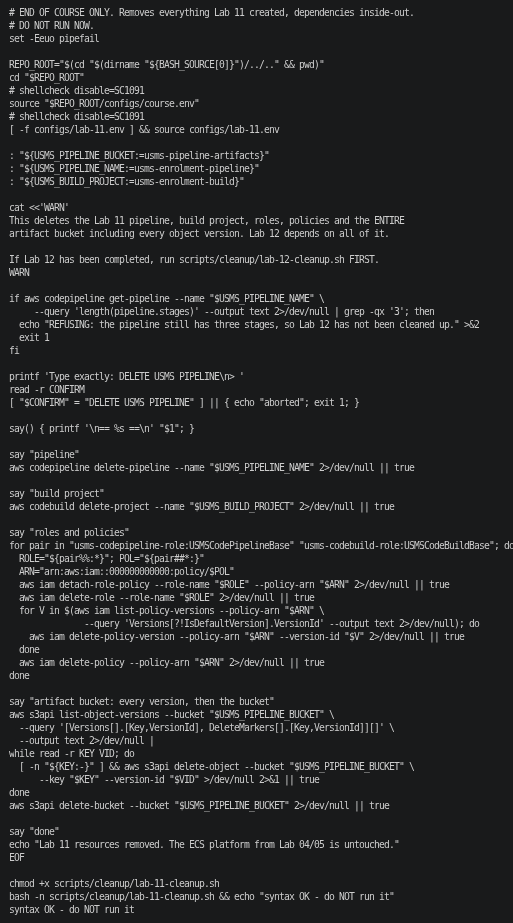 # END OF COURSE ONLY. Removes everything Lab 11 created, dependencies inside-out.
# DO NOT RUN NOW.
set -Eeuo pipefail

REPO_ROOT="$(cd "$(dirname "${BASH_SOURCE[0]}")/../.." && pwd)"
cd "$REPO_ROOT"
# shellcheck disable=SC1091
source "$REPO_ROOT/configs/course.env"
# shellcheck disable=SC1091
[ -f configs/lab-11.env ] && source configs/lab-11.env

: "${USMS_PIPELINE_BUCKET:=usms-pipeline-artifacts}"
: "${USMS_PIPELINE_NAME:=usms-enrolment-pipeline}"
: "${USMS_BUILD_PROJECT:=usms-enrolment-build}"

cat <<'WARN'
This deletes the Lab 11 pipeline, build project, roles, policies and the ENTIRE
artifact bucket including every object version. Lab 12 depends on all of it.

If Lab 12 has been completed, run scripts/cleanup/lab-12-cleanup.sh FIRST.
WARN

if aws codepipeline get-pipeline --name "$USMS_PIPELINE_NAME" \
    --query 'length(pipeline.stages)' --output text 2>/dev/null | grep -qx '3'; then
  echo "REFUSING: the pipeline still has three stages, so Lab 12 has not been cleaned up." >&2
  exit 1
fi

printf 'Type exactly: DELETE USMS PIPELINE\n> '
read -r CONFIRM
[ "$CONFIRM" = "DELETE USMS PIPELINE" ] || { echo "aborted"; exit 1; }

say() { printf '\n== %s ==\n' "$1"; }

say "pipeline"
aws codepipeline delete-pipeline --name "$USMS_PIPELINE_NAME" 2>/dev/null || true

say "build project"
aws codebuild delete-project --name "$USMS_BUILD_PROJECT" 2>/dev/null || true

say "roles and policies"
for pair in "usms-codepipeline-role:USMSCodePipelineBase" "usms-codebuild-role:USMSCodeBuildBase"; do
  ROLE="${pair%%:*}"; POL="${pair##*:}"
  ARN="arn:aws:iam::000000000000:policy/$POL"
  aws iam detach-role-policy --role-name "$ROLE" --policy-arn "$ARN" 2>/dev/null || true
  aws iam delete-role --role-name "$ROLE" 2>/dev/null || true
  for V in $(aws iam list-policy-versions --policy-arn "$ARN" \
              --query 'Versions[?!IsDefaultVersion].VersionId' --output text 2>/dev/null); do
    aws iam delete-policy-version --policy-arn "$ARN" --version-id "$V" 2>/dev/null || true
  done
  aws iam delete-policy --policy-arn "$ARN" 2>/dev/null || true
done

say "artifact bucket: every version, then the bucket"
aws s3api list-object-versions --bucket "$USMS_PIPELINE_BUCKET" \
  --query '[Versions[].[Key,VersionId], DeleteMarkers[].[Key,VersionId]][]' \
  --output text 2>/dev/null |
while read -r KEY VID; do
  [ -n "${KEY:-}" ] && aws s3api delete-object --bucket "$USMS_PIPELINE_BUCKET" \
      --key "$KEY" --version-id "$VID" >/dev/null 2>&1 || true
done
aws s3api delete-bucket --bucket "$USMS_PIPELINE_BUCKET" 2>/dev/null || true

say "done"
echo "Lab 11 resources removed. The ECS platform from Lab 04/05 is untouched."
EOF

chmod +x scripts/cleanup/lab-11-cleanup.sh
bash -n scripts/cleanup/lab-11-cleanup.sh && echo "syntax OK - do NOT run it"
syntax OK - do NOT run it